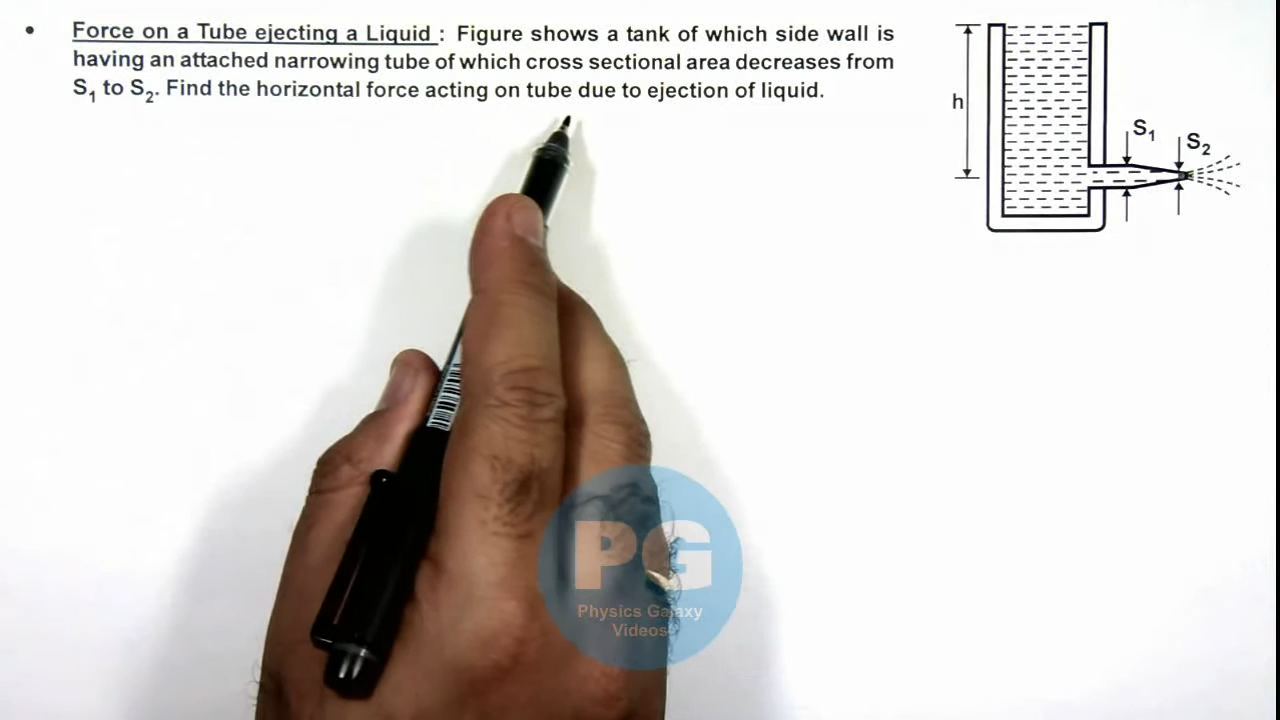 • Force on a Tube ejecting a Liquid : Figure shows a tank of which side wall is
having an attached narrowing tube of which cross sectional area decreases from
S₁ to S₂. Find the horizontal force acting on tube due to ejection of liquid.
h
S₁
S₂
PG
Physics Galaxy
Videos